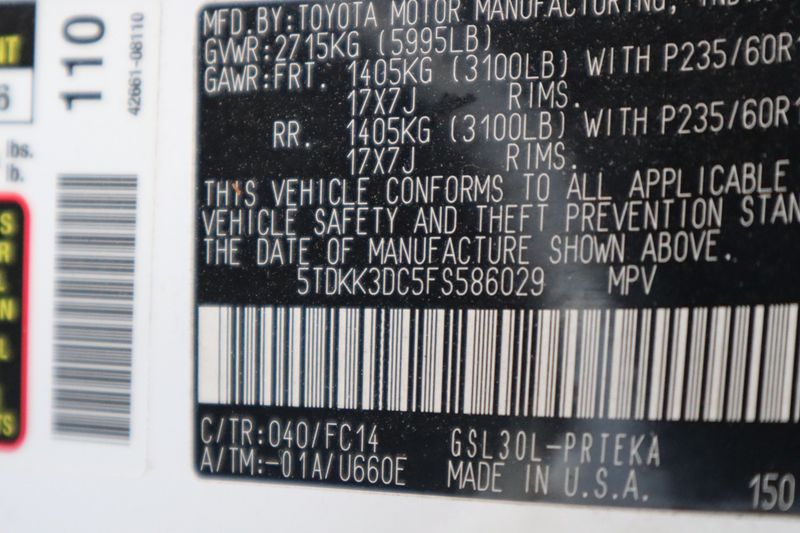 MFD.BY:TOYOTA MOTOR MANUFACTURING,
GVWR:2715KG (5995LB)
GAWR:FRT. 1405KG (3100LB) WITH P235/60R1
17X7J RIMS.
RR. 1405KG (3100LB) WITH P235/60R1
17X7J RIMS.
THIS VEHICLE CONFORMS TO ALL APPLICABLE
VEHICLE SAFETY AND THEFT PREVENTION STAN
THE DATE OF MANUFACTURE SHOWN ABOVE.
5TDKK3DC5FS586029 MPV
C/TR:040/FC14 GSL30L-PRTEKA
A/TM:-01A/U660E MADE IN U.S.A. 150
110
42661-08110
NT
lbs.
lb.